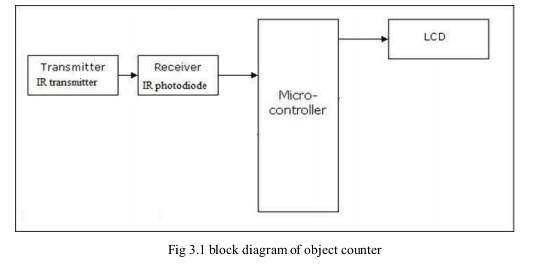 Transmitter
IR transmitter
Receiver
IR photodiode
Micro-
controller
LCD
Fig 3.1 block diagram of object counter